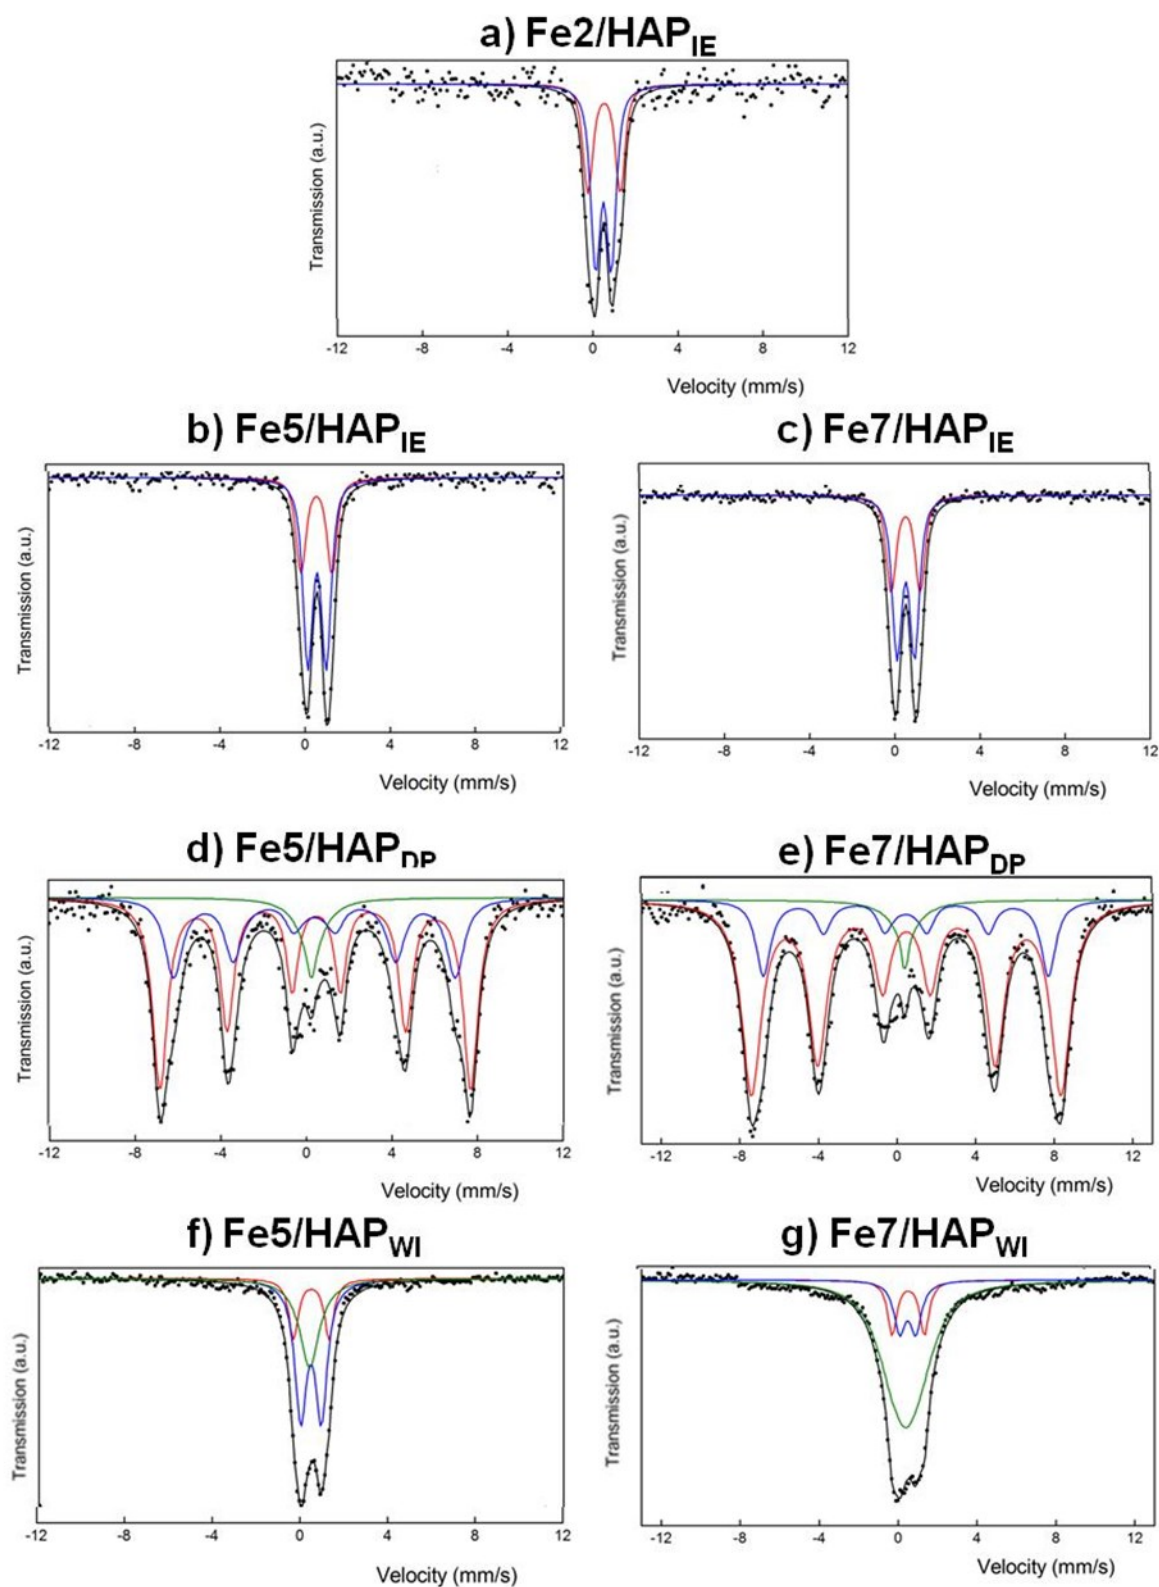 a) Fe2/HAPIE
Transmission (a.u.)
-12 -8 -4 0 4 8 12
Velocity (mm/s)
b) Fe5/HAPIE
Transmission (a.u.)
-12 -8 -4 0 4 8 12
Velocity (mm/s)
c) Fe7/HAPIE
Transmission (a.u.)
-12 -8 -4 0 4 8 12
Velocity (mm/s)
d) Fe5/HAPDP
Transmission (a.u.)
-12 -8 -4 0 4 8 12
Velocity (mm/s)
e) Fe7/HAPDP
Transmission (a.u.)
-12 -8 -4 0 4 8 12
Velocity (mm/s)
f) Fe5/HAPWI
Transmission (a.u.)
-12 -8 -4 0 4 8 12
Velocity (mm/s)
g) Fe7/HAPWI
Transmission (a.u.)
-12 -8 -4 0 4 8 12
Velocity (mm/s)